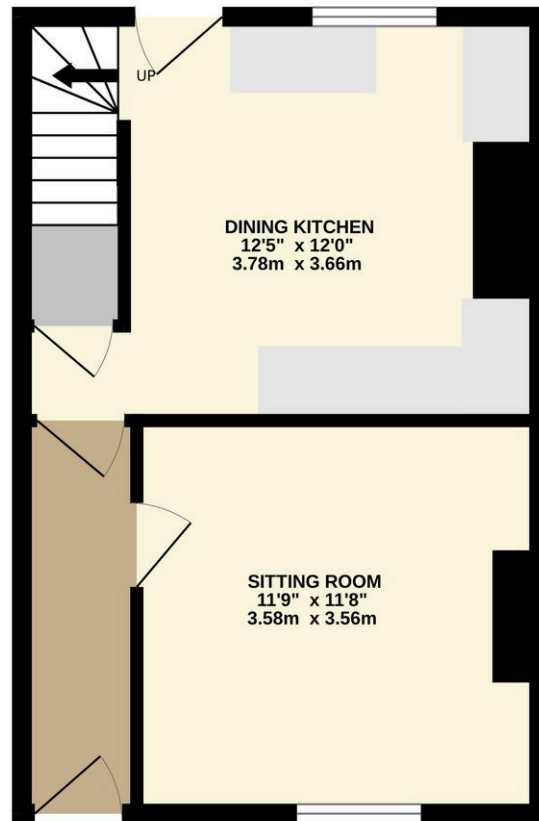 UP
DINING KITCHEN
12'5" x 12'0"
3.78m x 3.66m
SITTING ROOM
11'9" x 11'8"
3.58m x 3.56m